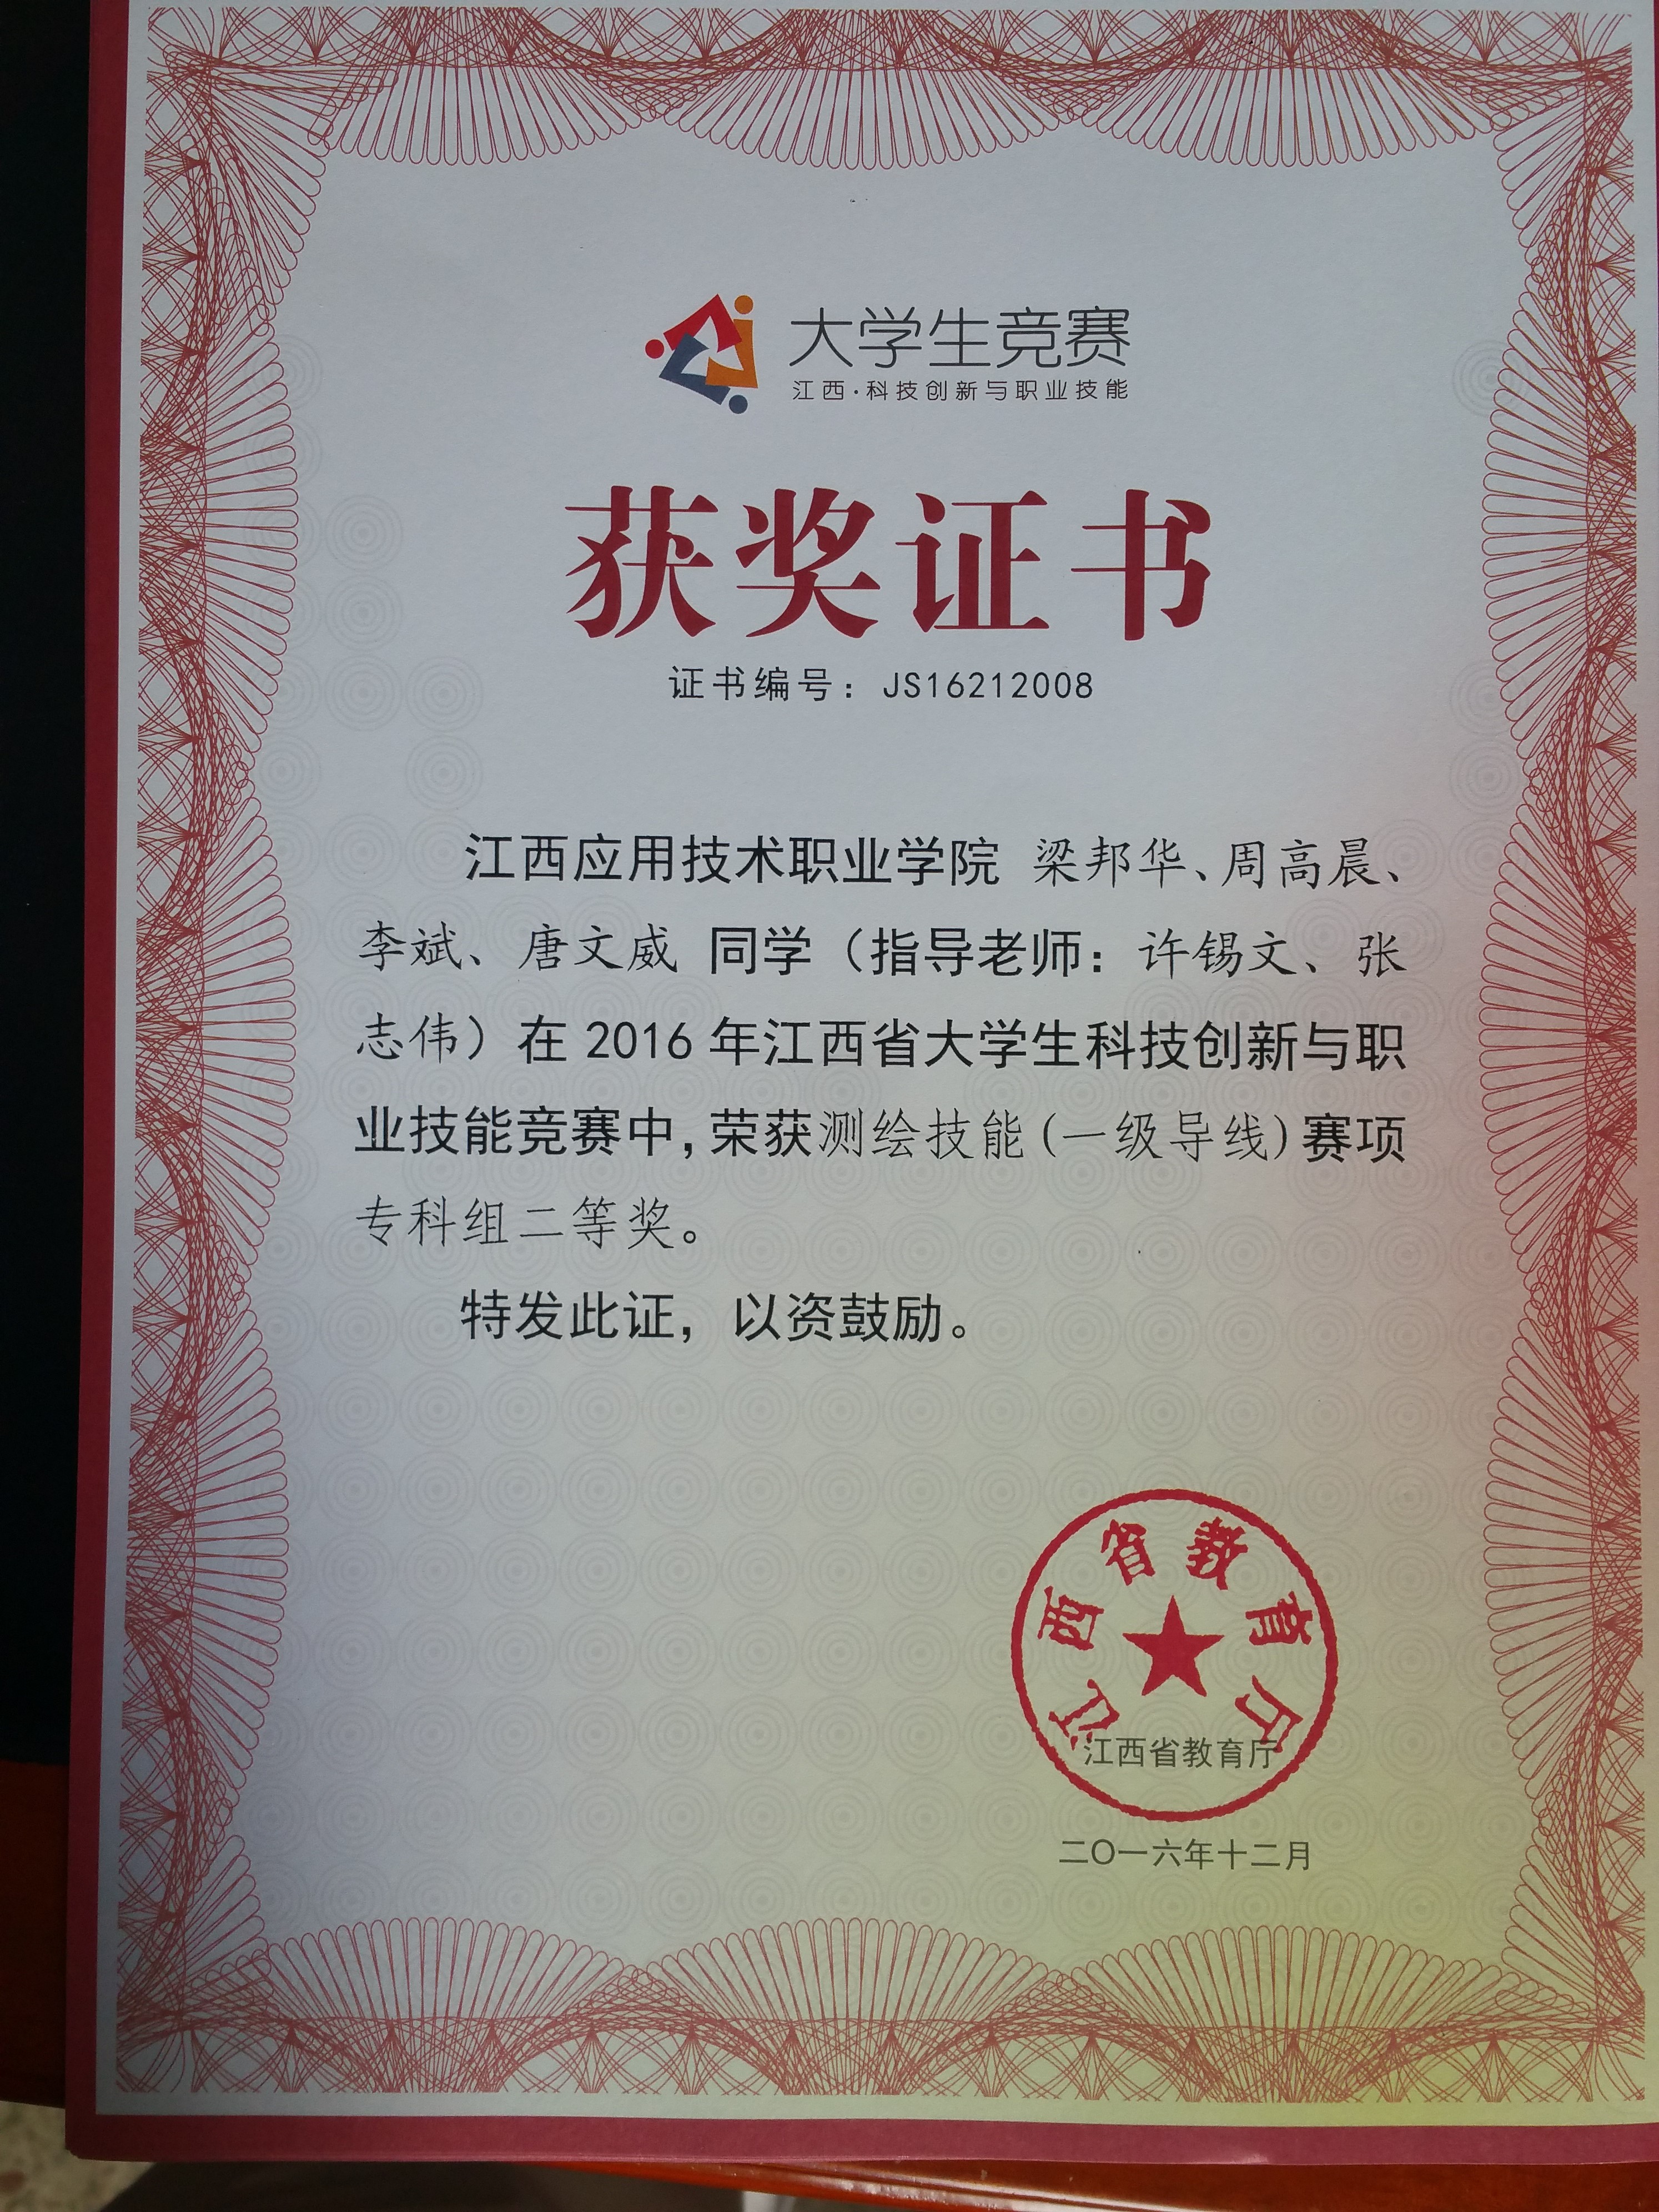 大学生竞赛
江西·科技创新与职业技能
获奖证书
证书编号：JS16212008
江西应用技术职业学院 梁邦华、周高晨、
李斌、唐文威 同学（指导老师：许锡文、张
志伟）在 2016 年江西省大学生科技创新与职
业技能竞赛中，荣获测绘技能(一级导线)赛项
专科组二等奖。
特发此证，以资鼓励。
江西省教育厅
江西省教育厅
二〇一六年十二月